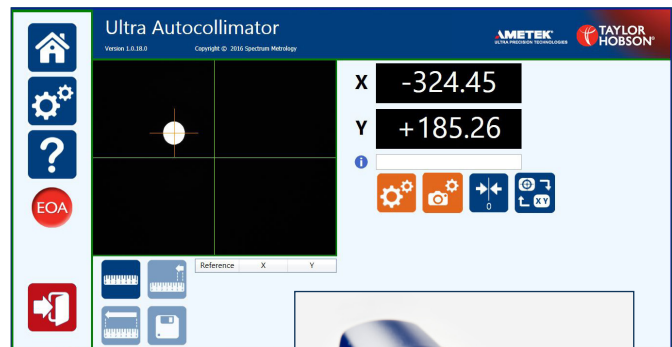 Ultra Autocollimator
Version 1.0.18.0 Copyright © 2016 Spectrum Metrology
AMETEK®
ULTRA PRECISION TECHNOLOGIES
TAYLOR
HOBSON®
X -324.45
Y +185.26
EOA
0
X Y
Reference X Y